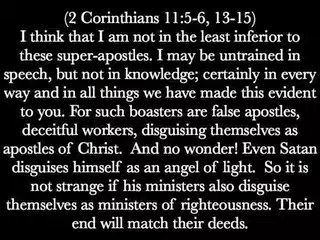 (2 Corinthians 11:5-6, 13-15)
I think that I am not in the least inferior to
these super-apostles. I may be untrained in
speech, but not in knowledge; certainly in every
way and in all things we have made this evident
to you. For such boasters are false apostles,
deceitful workers, disguising themselves as
apostles of Christ. And no wonder! Even Satan
disguises himself as an angel of light. So it is
not strange if his ministers also disguise
themselves as ministers of righteousness. Their
end will match their deeds.